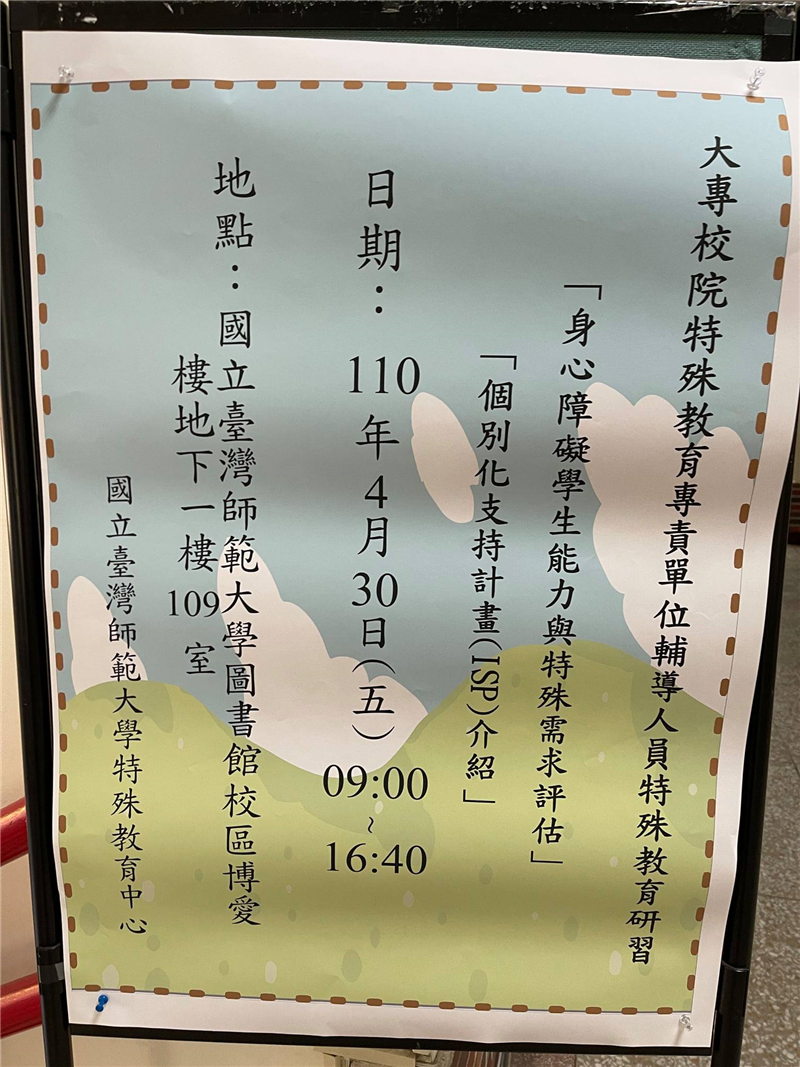 大專校院特殊教育專責單位輔導人員特殊教育研習
「身心障礙學生能力與特殊需求評估」
「個別化支持計畫(ISP)介紹」
日期：110年4月30日(五) 09:00~16:40
地點：國立臺灣師範大學圖書館校區博愛
樓地下一樓109室
國立臺灣師範大學特殊教育中心